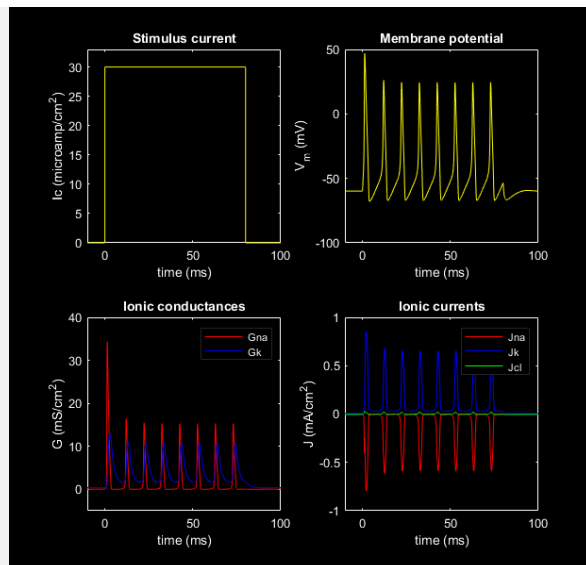 Stimulus current
Ic (microamp/cm²)
30
25
20
15
10
5
0
0
50
100
time (ms)
Membrane potential
Vₘ (mV)
50
0
-50
-100
0
50
100
time (ms)
Ionic conductances
G (mS/cm²)
40
30
20
10
0
0
50
100
time (ms)
Gna
Gk
Ionic currents
J (mA/cm²)
1
0.5
0
-0.5
-1
0
50
100
time (ms)
Jna
Jk
Jcl